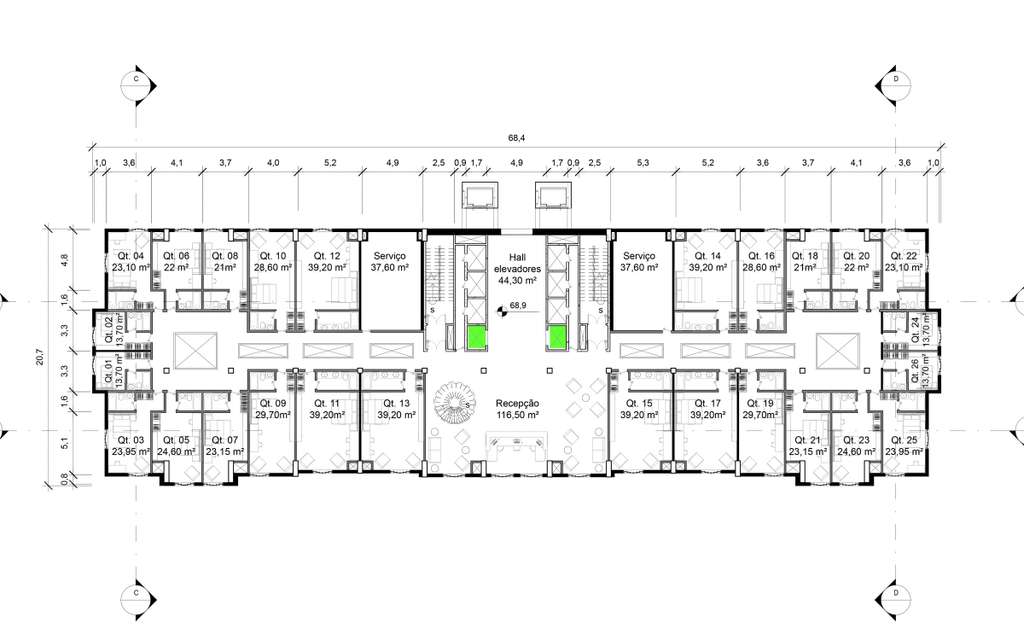 C
D
68,4
1,0 3,6 4,1 3,7 4,0 5,2 4,9 2,5 0,9 1,7 4,9 1,7 0,9 2,5 5,3 5,2 3,6 3,7 4,1 3,6 1,0
20,7
4,8
1,6
3,3
3,3
1,6
5,1
0,8
Qt. 04
23,10 m²
Qt. 06
22 m²
Qt. 08
21m²
Qt. 10
28,60 m²
Qt. 12
39,20 m²
Serviço
37,60 m²
Hall
elevadores
44,30 m²
68,9
S
S
Serviço
37,60 m²
Qt. 14
39,20 m²
Qt. 16
28,60 m²
Qt. 18
21m²
Qt. 20
22 m²
Qt. 22
23,10 m²
Qt. 02
13,70 m²
Qt. 01
13,70 m²
Qt. 24
13,70 m²
Qt. 26
13,70 m²
Qt. 03
23,95 m²
Qt. 05
24,60 m²
Qt. 07
23,15 m²
Qt. 09
29,70m²
Qt. 11
39,20m²
Qt. 13
39,20 m²
S
Recepção
116,50 m²
Qt. 15
39,20 m²
Qt. 17
39,20m²
Qt. 19
29,70m²
Qt. 21
23,15 m²
Qt. 23
24,60 m²
Qt. 25
23,95 m²
C
D